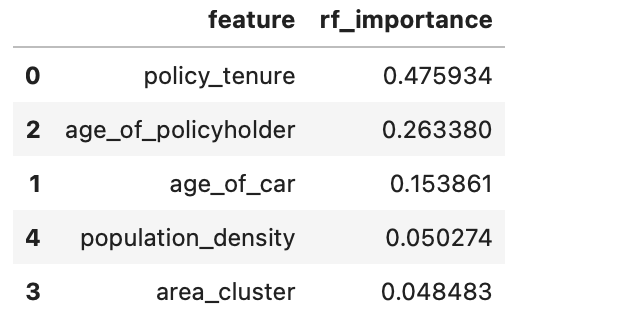 feature rf_importance
0 policy_tenure 0.475934
2 age_of_policyholder 0.263380
1 age_of_car 0.153861
4 population_density 0.050274
3 area_cluster 0.048483